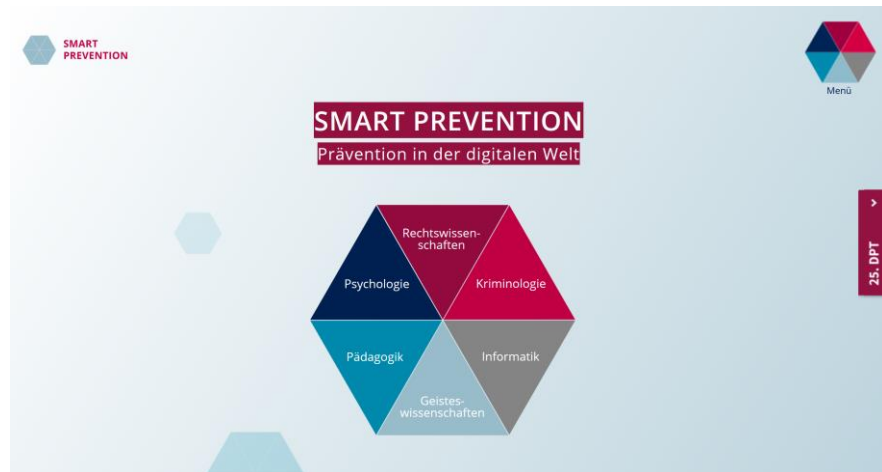 SMART
PREVENTION
Menü
SMART PREVENTION
Prävention in der digitalen Welt
Rechtswissen-
schaften
Psychologie
Kriminologie
Pädagogik
Informatik
Geistes-
wissenschaften
25. DPT